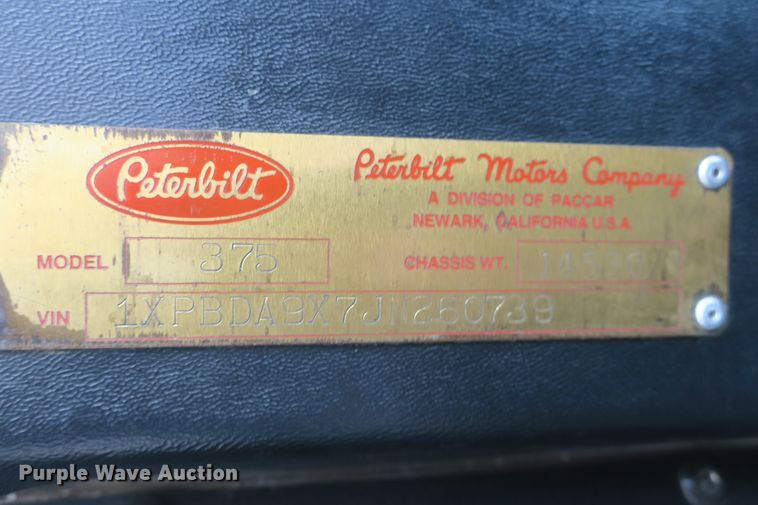 Peterbilt
Peterbilt Motors Company
A DIVISION OF PACCAR
NEWARK, CALIFORNIA U.S.A.
MODEL 375
CHASSIS WT.
VIN 1XPBDA9X7JN260739
Purple Wave Auction